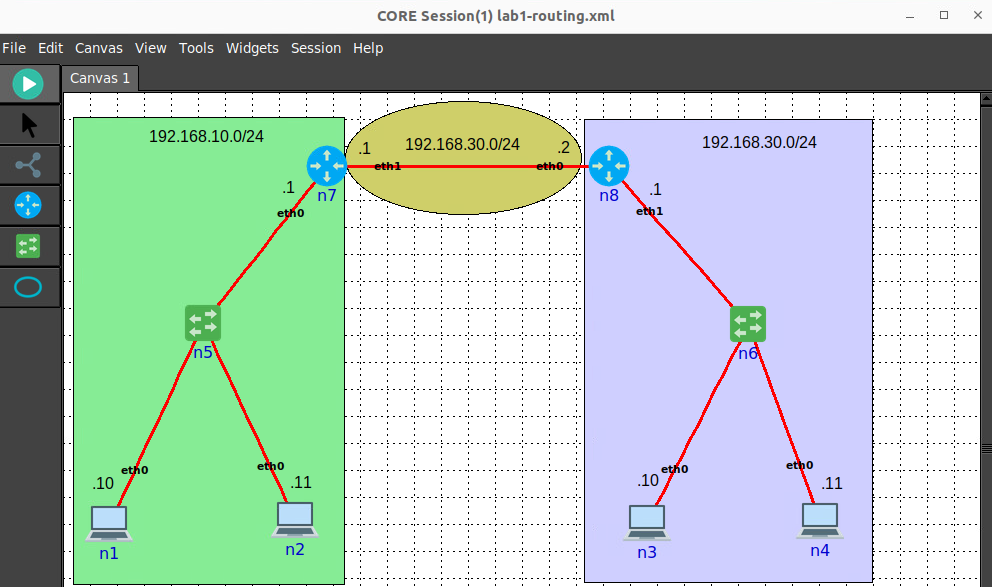 CORE Session(1) lab1-routing.xml
File Edit Canvas View Tools Widgets Session Help
Canvas 1
192.168.10.0/24
192.168.30.0/24
192.168.30.0/24
.1
.2
eth1
eth0
n7
n8
.1
.1
eth0
eth1
n5
n6
eth0
eth0
eth0
eth0
.10
.11
.10
.11
n1
n2
n3
n4